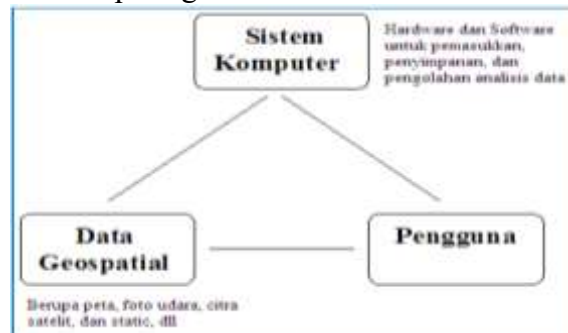 Sistem
Komputer
Hardware dan Software
untuk pemasukkan,
penyimpanan, dan
pengolahan analisis data
Data
Geospatial
Pengguna
Berupa peta, foto udara, citra
satelit, dan static, dll